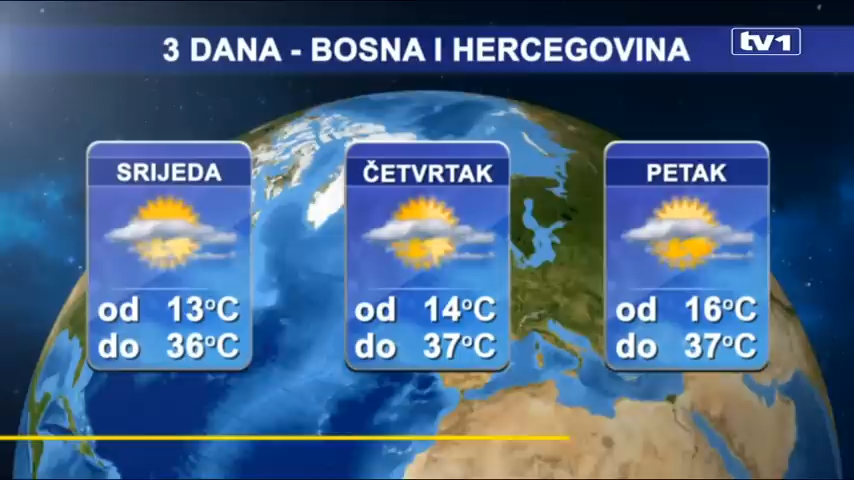 3 DANA - BOSNA I HERCEGOVINA
tv1
SRIJEDA
od 13°C
do 36°C
ČETVRTAK
od 14°C
do 37°C
PETAK
od 16°C
do 37°C